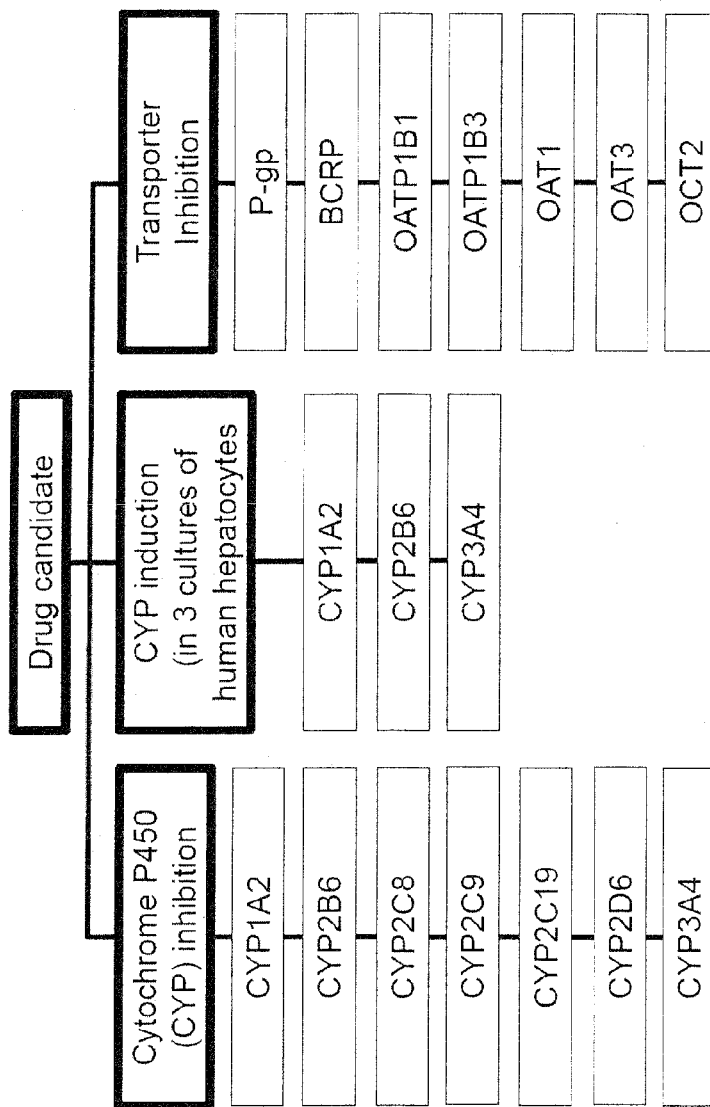 Drug candidate
Cytochrome P450
(CYP) inhibition
CYP1A2
CYP2B6
CYP2C8
CYP2C9
CYP2C19
CYP2D6
CYP3A4
CYP induction
(in 3 cultures of
human hepatocytes
CYP1A2
CYP2B6
CYP3A4
Transporter
Inhibition
P-gp
BCRP
OATP1B1
OATP1B3
OAT1
OAT3
OCT2